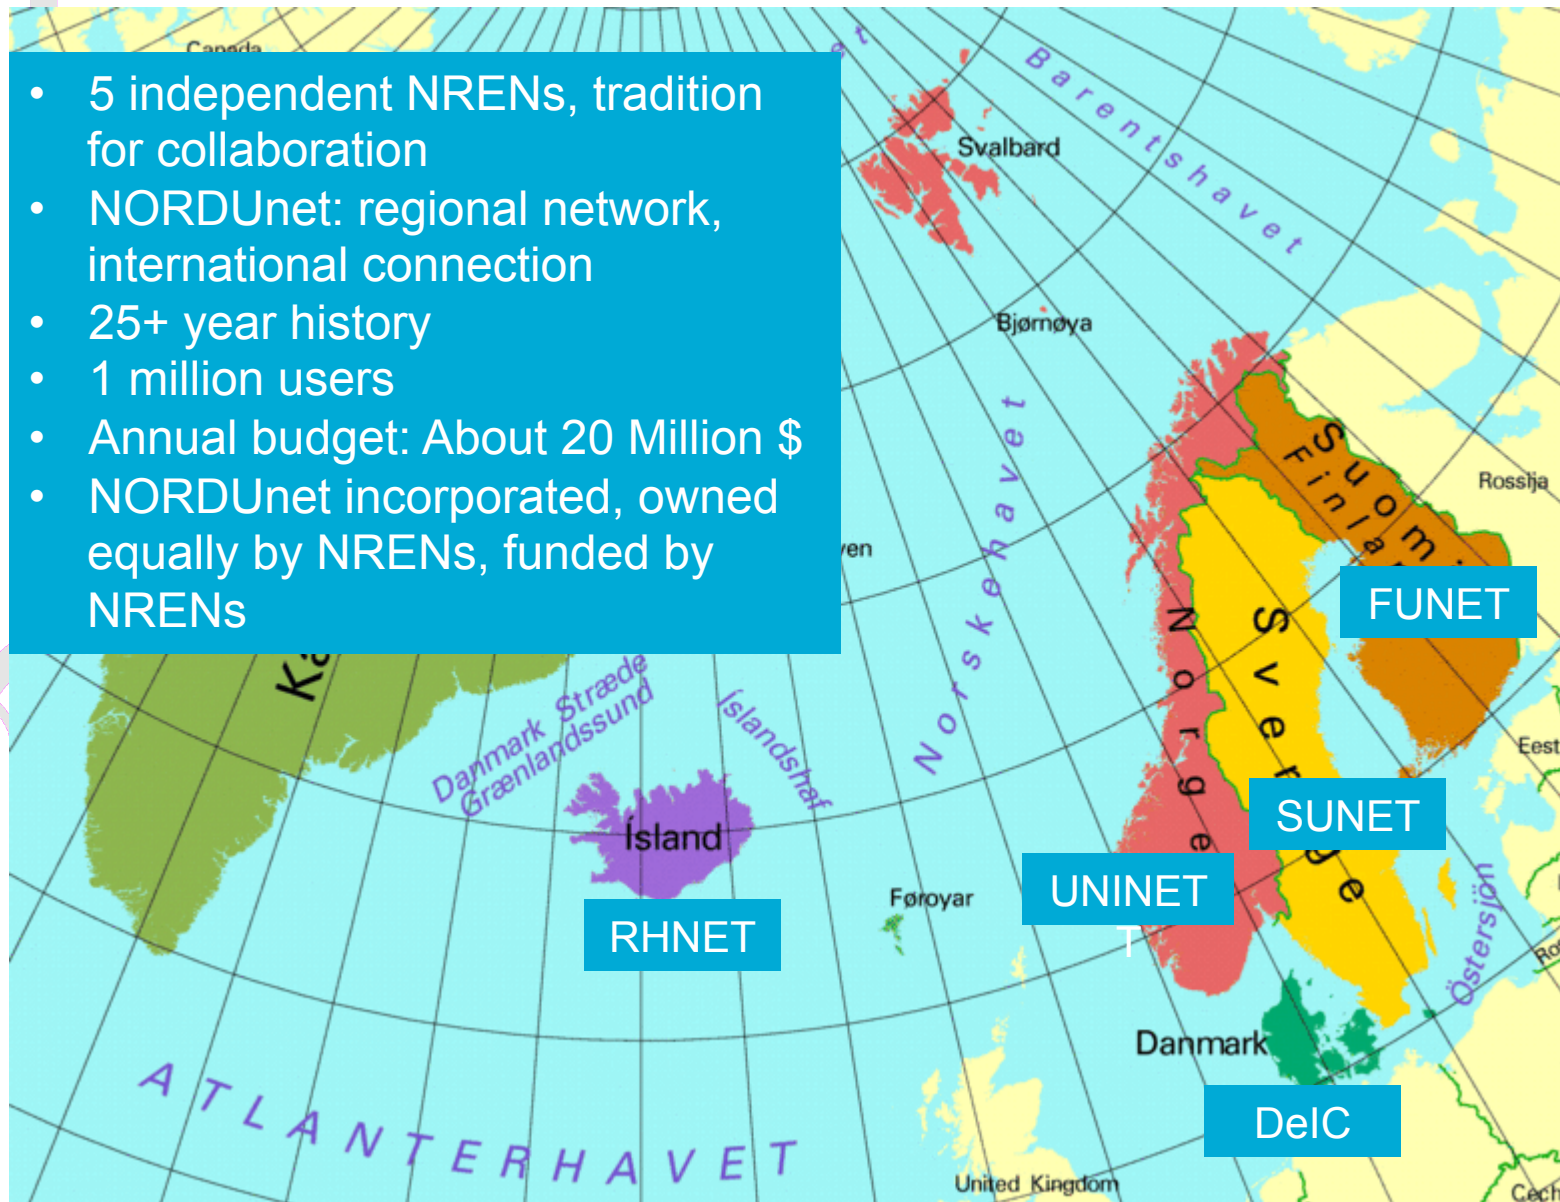 Canada
• 5 independent NRENs, tradition
for collaboration
• NORDUnet: regional network,
international connection
• 25+ year history
• 1 million users
• Annual budget: About 20 Million $
• NORDUnet incorporated, owned
equally by NRENs, funded by
NRENs
Barentshavet
Svalbard
Bjørnøya
Norskehavet
Suomi
Rossija
FUNET
Norge
Sverige
Danmark Stræde
Grænlandssund
Íslandshaf
Ísland
RHNET
Føroyar
SUNET
UNINET
T
Östersjön
Danmark
DeIC
ATLANTERHAVET
United Kingdom